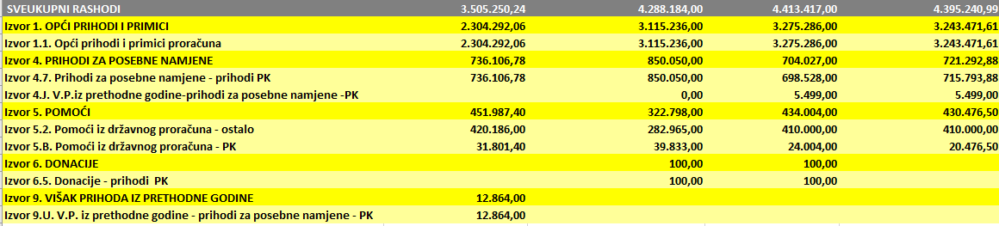 SVEUKUPNI RASHODI 3.505.250,24 4.288.184,00 4.413.417,00 4.395.240,99
Izvor 1. OPĆI PRIHODI I PRIMICI 2.304.292,06 3.115.236,00 3.275.286,00 3.243.471,61
Izvor 1.1. Opći prihodi i primici proračuna 2.304.292,06 3.115.236,00 3.275.286,00 3.243.471,61
Izvor 4. PRIHODI ZA POSEBNE NAMJENE 736.106,78 850.050,00 704.027,00 721.292,88
Izvor 4.7. Prihodi za posebne namjene - prihodi PK 736.106,78 850.050,00 698.528,00 715.793,88
Izvor 4.J. V.P.iz prethodne godine-prihodi za posebne namjene -PK 0,00 5.499,00 5.499,00
Izvor 5. POMOĆI 451.987,40 322.798,00 434.004,00 430.476,50
Izvor 5.2. Pomoći iz državnog proračuna - ostalo 420.186,00 282.965,00 410.000,00 410.000,00
Izvor 5.B. Pomoći iz državnog proračuna - PK 31.801,40 39.833,00 24.004,00 20.476,50
Izvor 6. DONACIJE 100,00 100,00
Izvor 6.5. Donacije - prihodi PK 100,00 100,00
Izvor 9. VIŠAK PRIHODA IZ PRETHODNE GODINE 12.864,00
Izvor 9.U. V.P. iz prethodne godine - prihodi za posebne namjene - PK 12.864,00